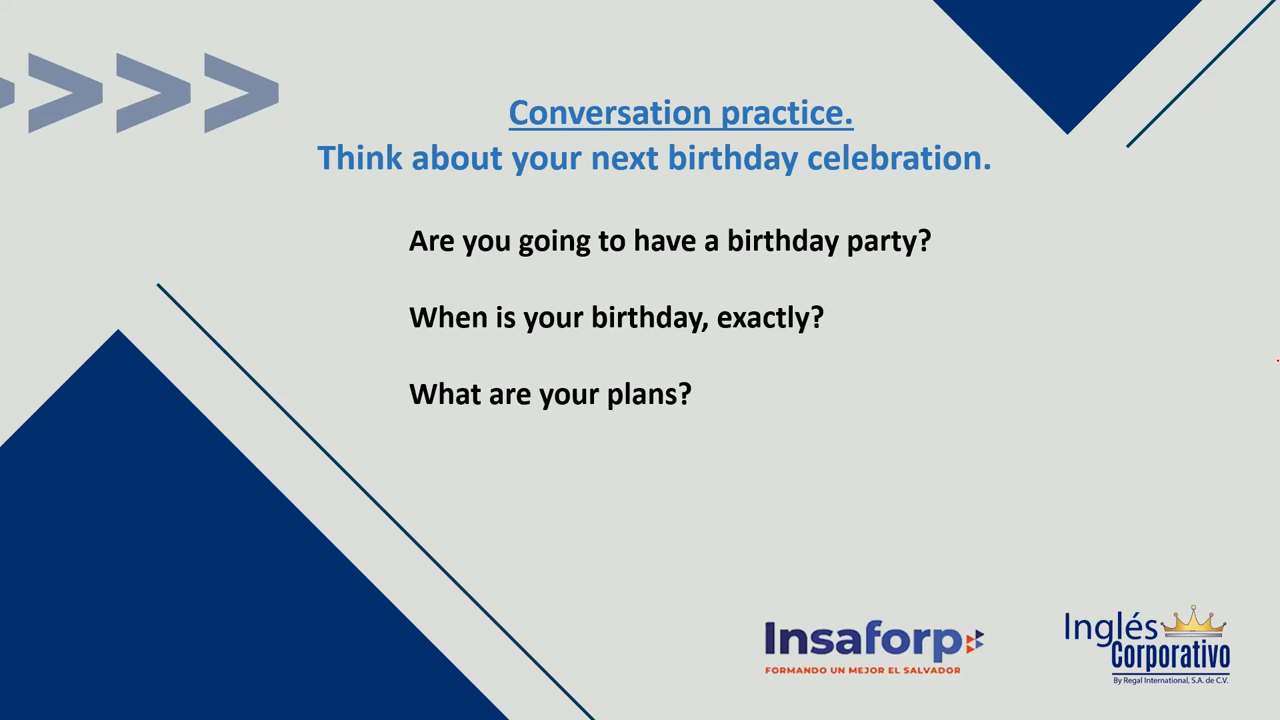 Conversation practice.
Think about your next birthday celebration.
Are you going to have a birthday party?
When is your birthday, exactly?
What are your plans?
Insaforp
FORMANDO UN MEJOR EL SALVADOR
Inglés
Corporativo
By Regal International, S.A. de C.V.